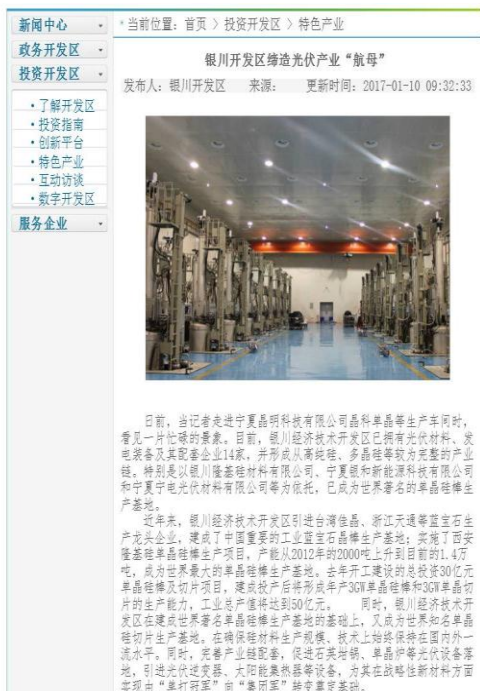 新闻中心
政务开发区
投资开发区
·了解开发区
·投资指南
·创新平台
·特色产业
·互动访谈
·数字开发区
服务企业
当前位置：首页 > 投资开发区 > 特色产业
银川开发区缔造光伏产业“航母”
发布人：银川开发区 来源： 更新时间：2017-01-10 09:32:33
日前，当记者走进宁夏晶明科技有限公司晶科单晶等生产车间时，
看见一片忙碌的景象。目前，银川经济技术开发区已拥有光伏材料、发
电装备及其配套企业14家，并形成从高纯硅、多晶硅等较为完整的产业
链。特别是以银川隆基硅材料有限公司、宁夏银和新能源科技有限公司
和宁夏宁电光伏材料有限公司等为依托，已成为世界著名的单晶硅棒生
产基地。
近年来，银川经济技术开发区引进台湾佳晶、浙江天通等蓝宝石生
产龙头企业，建成了中国重要的工业蓝宝石晶棒生产基地；实施了西安
隆基硅单晶硅棒生产项目，产能从2012年的2000吨上升到目前的1.4万
吨，成为世界最大的单晶硅棒生产基地。去年开工建设的总投资30亿元
单晶硅棒及切片项目，建成投产后将形成年产3GW单晶硅棒和3GW单晶切
片的生产能力，工业总产值将达到50亿元。 同时，银川经济技术开
发区在建成世界著名单晶硅棒生产基地的基础上，又成为世界知名单晶
硅切片生产基地。在确保硅材料生产规模、技术上始终保持在国内外一
流水平。同时，完善产业链配套，促进石英坩埚、单晶炉等光伏设备落
地，引进光伏逆变器、太阳能集热器等设备，为其在战略性新材料方面
实现由“单打冠军”向“集团军”转变奠定基础。